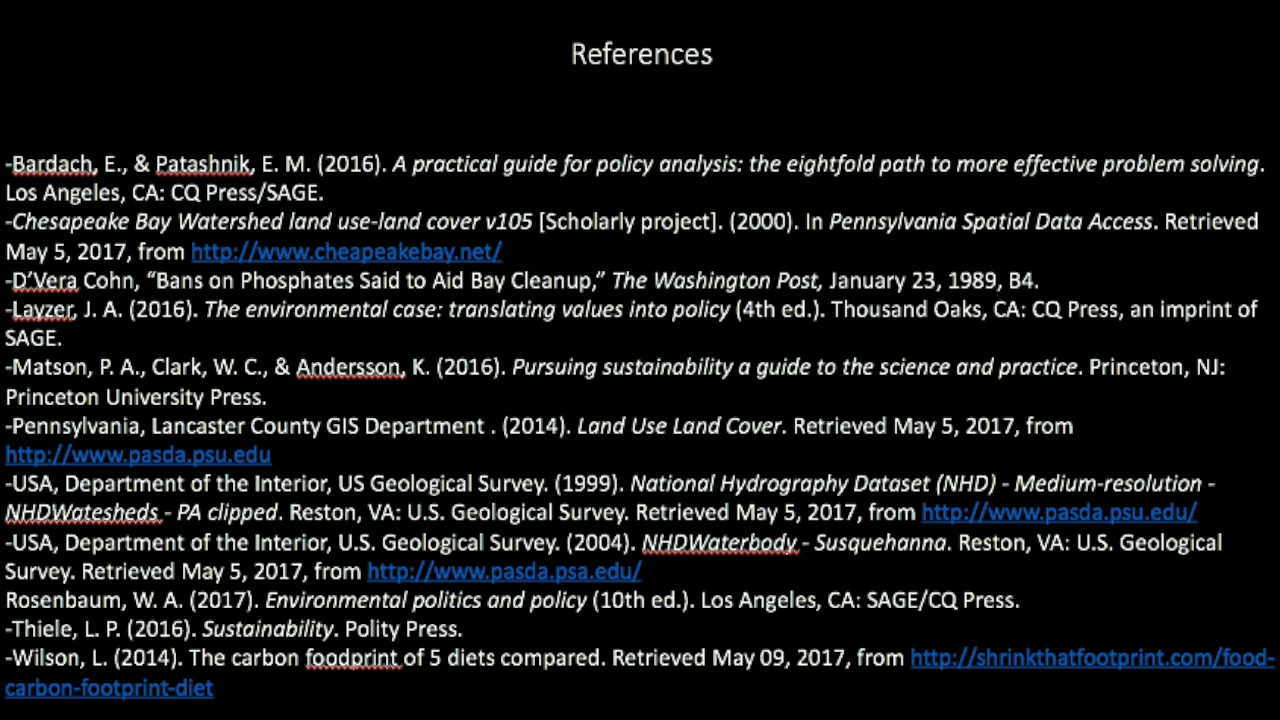 References
-Bardach, E., & Patashnik, E. M. (2016). A practical guide for policy analysis: the eightfold path to more effective problem solving.
Los Angeles, CA: CQ Press/SAGE.
-Chesapeake Bay Watershed land use-land cover v105 [Scholarly project]. (2000). In Pennsylvania Spatial Data Access. Retrieved
May 5, 2017, from http://www.cheapeakebay.net/
-D’Vera Cohn, “Bans on Phosphates Said to Aid Bay Cleanup,” The Washington Post, January 23, 1989, B4.
-Layzer, J. A. (2016). The environmental case: translating values into policy (4th ed.). Thousand Oaks, CA: CQ Press, an imprint of
SAGE.
-Matson, P. A., Clark, W. C., & Andersson, K. (2016). Pursuing sustainability a guide to the science and practice. Princeton, NJ:
Princeton University Press.
-Pennsylvania, Lancaster County GIS Department . (2014). Land Use Land Cover. Retrieved May 5, 2017, from
http://www.pasda.psu.edu
-USA, Department of the Interior, US Geological Survey. (1999). National Hydrography Dataset (NHD) - Medium-resolution -
NHDWatesheds - PA clipped. Reston, VA: U.S. Geological Survey. Retrieved May 5, 2017, from http://www.pasda.psu.edu/
-USA, Department of the Interior, U.S. Geological Survey. (2004). NHDWaterbody - Susquehanna. Reston, VA: U.S. Geological
Survey. Retrieved May 5, 2017, from http://www.pasda.psa.edu/
Rosenbaum, W. A. (2017). Environmental politics and policy (10th ed.). Los Angeles, CA: SAGE/CQ Press.
-Thiele, L. P. (2016). Sustainability. Polity Press.
-Wilson, L. (2014). The carbon foodprint of 5 diets compared. Retrieved May 09, 2017, from http://shrinkthatfootprint.com/food-
carbon-footprint-diet